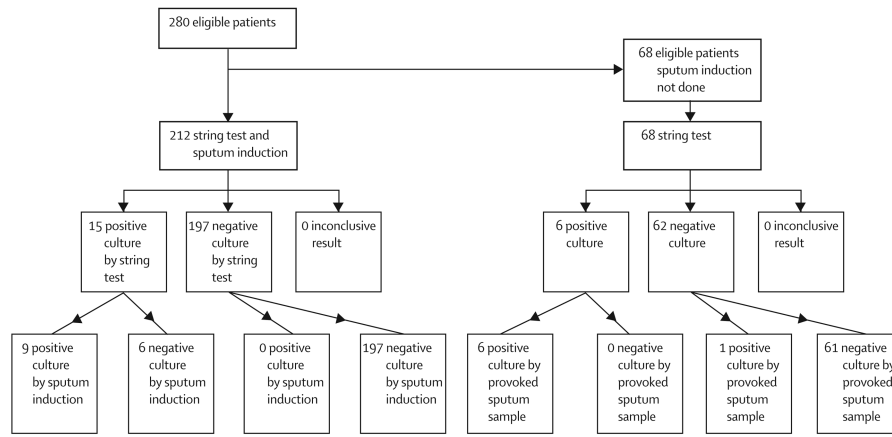 280 eligible patients
68 eligible patients
sputum induction
not done
212 string test and
sputum induction
68 string test
15 positive
culture
by string
test
197 negative
culture
by string
test
0 inconclusive
result
6 positive
culture
62 negative
culture
0 inconclusive
result
9 positive
culture
by sputum
induction
6 negative
culture
by sputum
induction
0 positive
culture
by sputum
induction
197 negative
culture
by sputum
induction
6 positive
culture by
provoked
sputum
sample
0 negative
culture by
provoked
sputum
sample
1 positive
culture by
provoked
sputum
sample
61 negative
culture by
provoked
sputum
sample